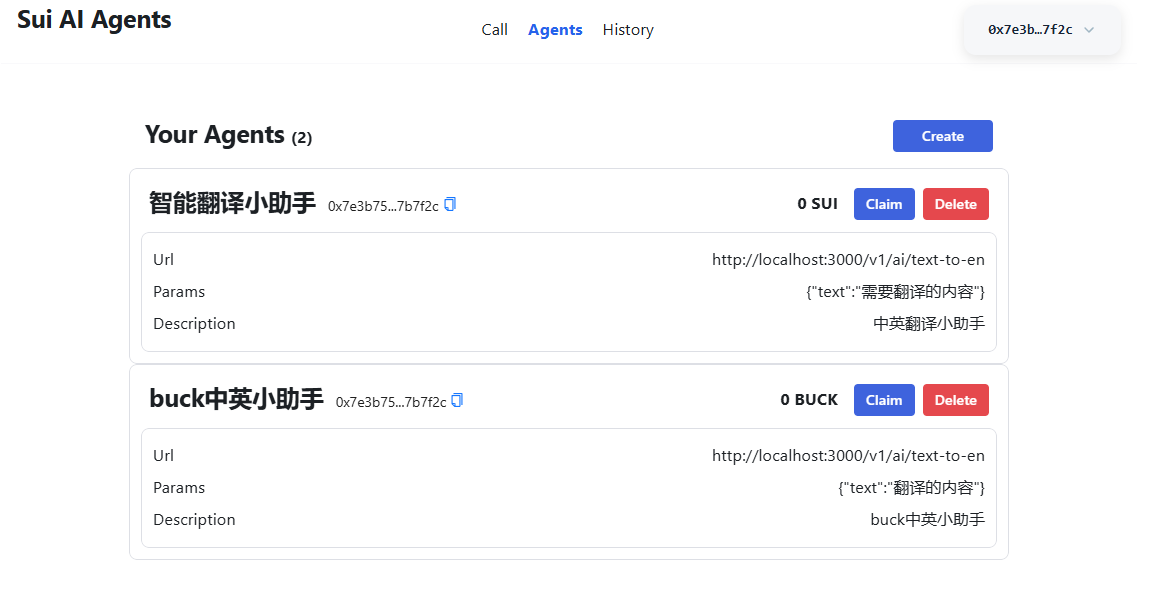 Sui AI Agents
Call Agents History
0x7e3b…7f2c
Your Agents (2)
Create
智能翻译小助手 0x7e3b75...7b7f2c
0 SUI Claim Delete
Url http://localhost:3000/v1/ai/text-to-en
Params {"text":"需要翻译的内容"}
Description 中英翻译小助手
buck中英小助手 0x7e3b75...7b7f2c
0 BUCK Claim Delete
Url http://localhost:3000/v1/ai/text-to-en
Params {"text":"翻译的内容"}
Description buck中英小助手